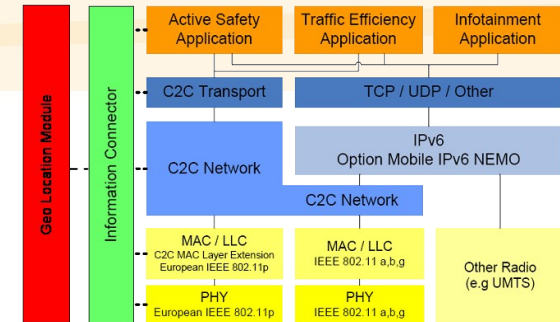 Geo Location Module
Information Connector
Active Safety
Application
Traffic Efficiency
Application
Infotainment
Application
C2C Transport
TCP / UDP / Other
C2C Network
IPv6
Option Mobile IPv6 NEMO
C2C Network
MAC / LLC
C2C MAC Layer Extension
European IEEE 802.11p
MAC / LLC
IEEE 802.11 a,b,g
Other Radio
(e.g UMTS)
PHY
European IEEE 802.11p
PHY
IEEE 802.11 a,b,g